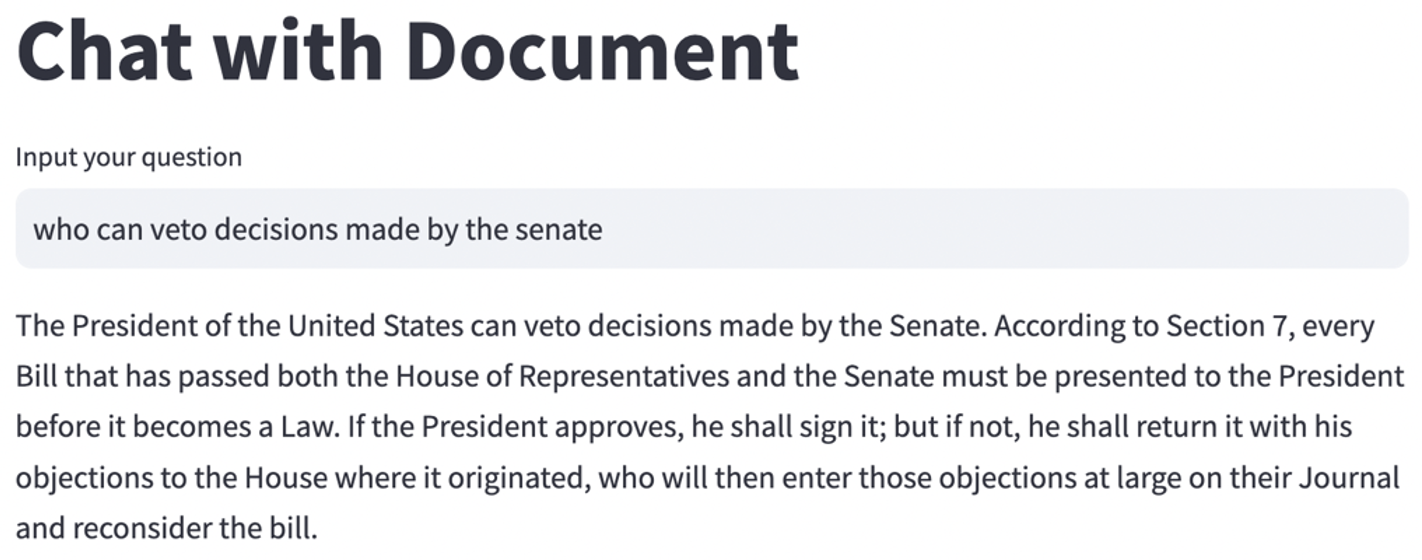 Chat with Document
Input your question
who can veto decisions made by the senate
The President of the United States can veto decisions made by the Senate. According to Section 7, every
Bill that has passed both the House of Representatives and the Senate must be presented to the President
before it becomes a Law. If the President approves, he shall sign it; but if not, he shall return it with his
objections to the House where it originated, who will then enter those objections at large on their Journal
and reconsider the bill.